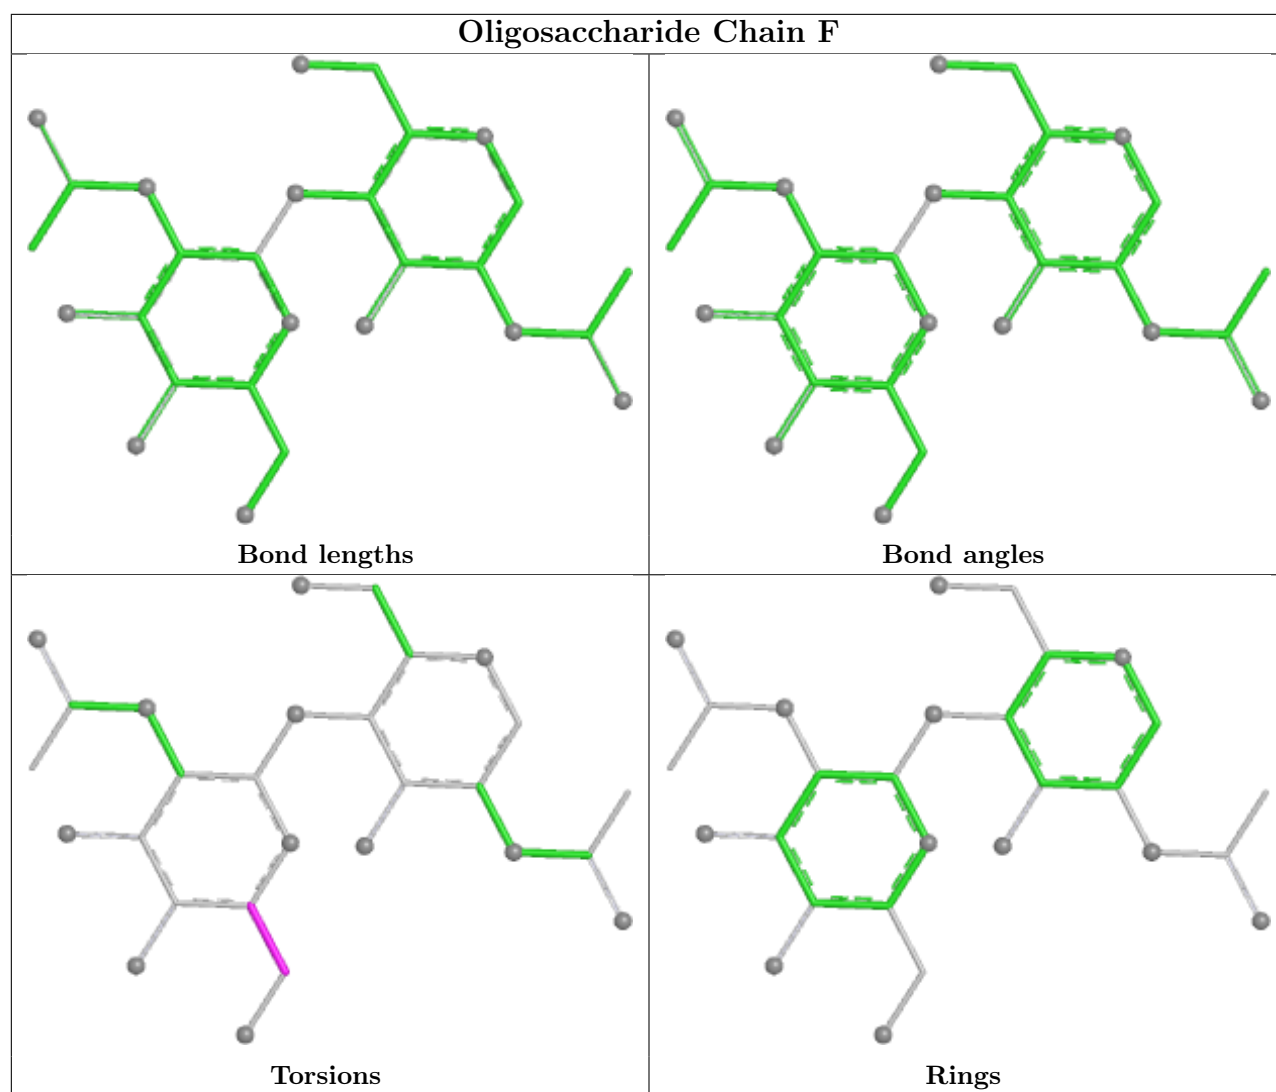 Oligosaccharide Chain F
Bond lengths
Bond angles
Torsions
Rings